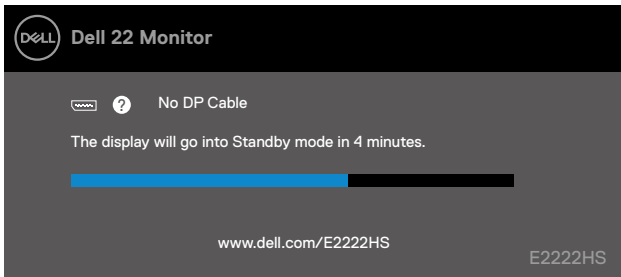 DELL
Dell 22 Monitor
? No DP Cable
The display will go into Standby mode in 4 minutes.
www.dell.com/E2222HS
E2222HS